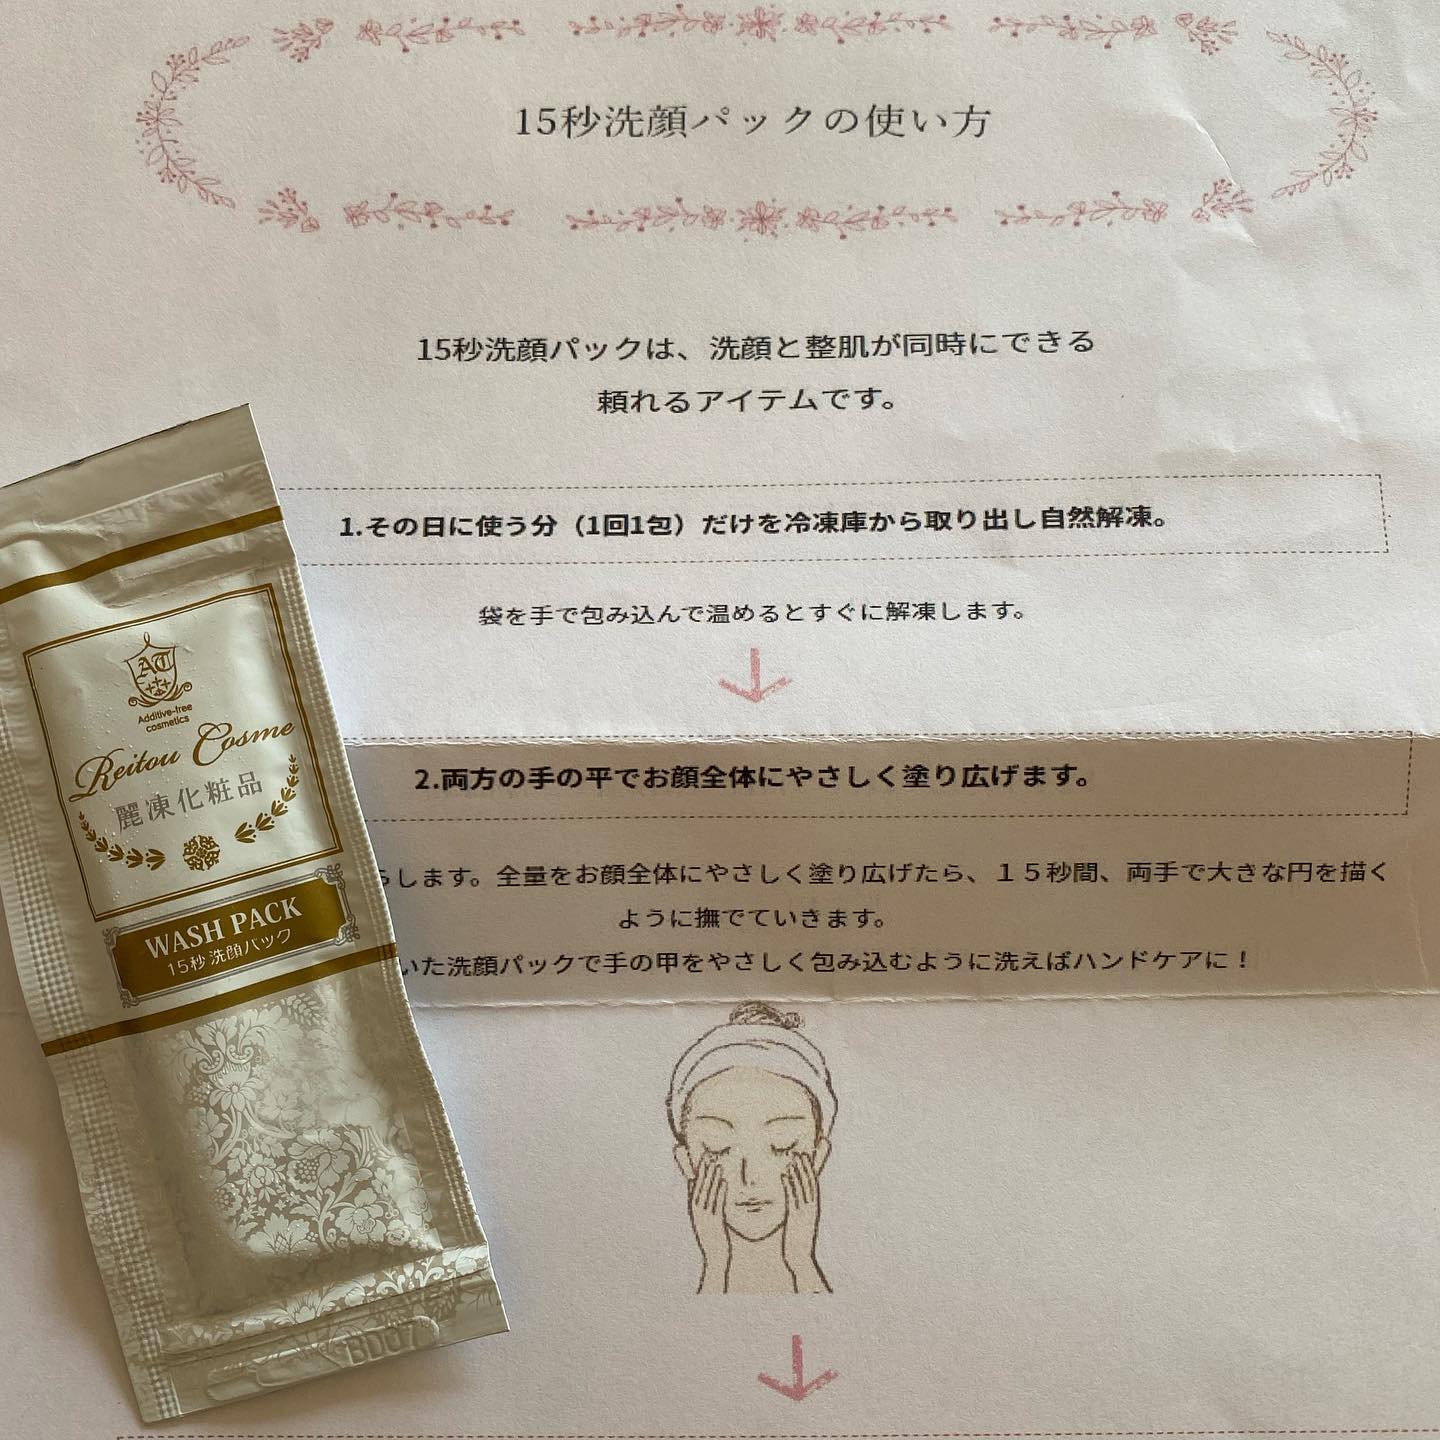 15秒洗顔パックの使い方
15秒洗顔パックは、洗顔と整肌が同時にできる
頼れるアイテムです。
1.その日に使う分（1回1包）だけを冷凍庫から取り出し自然解凍。
袋を手で包み込んで温めるとすぐに解凍します。
2.両方の手の平でお顔全体にやさしく塗り広げます。
します。全量をお顔全体にやさしく塗り広げたら、１５秒間、両手で大きな円を描く
ように撫でていきます。
いた洗顔パックで手の甲をやさしく包み込むように洗えばハンドケアに！
AT
Additive-free
cosmetics
Reitou Cosme
麗凍化粧品
WASH PACK
15秒 洗顔パック
BD07